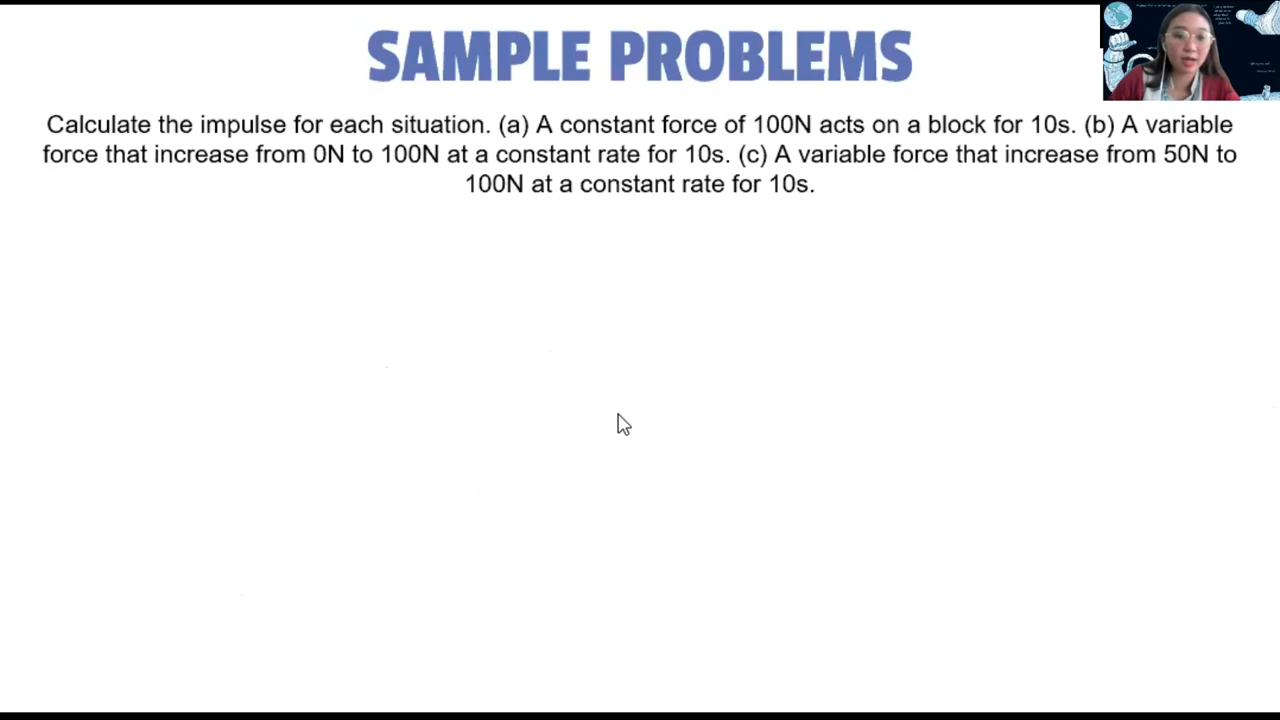 SAMPLE PROBLEMS
Calculate the impulse for each situation. (a) A constant force of 100N acts on a block for 10s. (b) A variable
force that increase from 0N to 100N at a constant rate for 10s. (c) A variable force that increase from 50N to
100N at a constant rate for 10s.